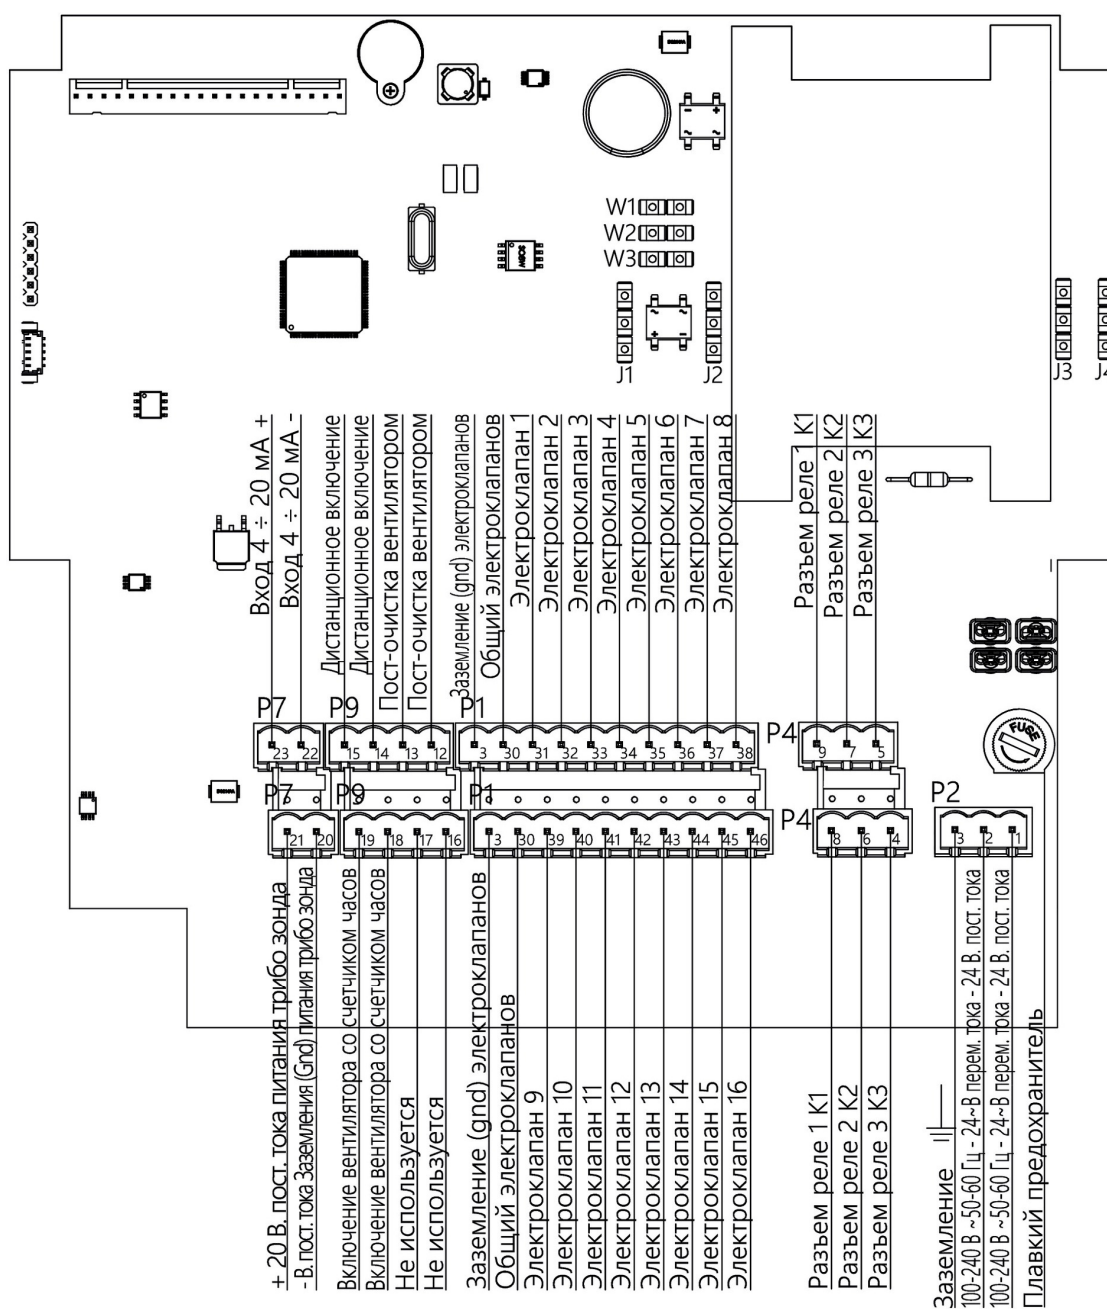 W1
W2
W3
J1
J2
J3
J4
Вход 4 ÷ 20 мА +
Вход 4 ÷ 20 мА -
Дистанционное включение
Дистанционное включение
Пост-очистка вентилятором
Пост-очистка вентилятором
Заземление (gnd) электроклапанов
Общий электроклапанов
Электроклапан 1
Электроклапан 2
Электроклапан 3
Электроклапан 4
Электроклапан 5
Электроклапан 6
Электроклапан 7
Электроклапан 8
Разъем реле 1 K1
Разъем реле 2 K2
Разъем реле 3 K3
FUSE
P7
P9
P1
P4
23 22
15 14 13 12
3 30 31 32 33 34 35 36 37 38
9 7 5
P7
P9
P1
P4
P2
21 20
19 18 17 16
3 30 39 40 41 42 43 44 45 46
8 6 4
3 2 1
+ 20 В. пост. тока питания трибо зонда
- В. пост. тока Заземления (Gnd) питания трибо зонда
Включение вентилятора со счетчиком часов
Включение вентилятора со счетчиком часов
Не используется
Не используется
Заземление (gnd) электроклапанов
Общий электроклапанов
Электроклапан 9
Электроклапан 10
Электроклапан 11
Электроклапан 12
Электроклапан 13
Электроклапан 14
Электроклапан 15
Электроклапан 16
Разъем реле 1 K1
Разъем реле 2 K2
Разъем реле 3 K3
Заземление
100-240 В ~50-60 Гц - 24~В перем. тока - 24 В. пост. тока
100-240 В ~50-60 Гц - 24~В перем. тока - 24 В. пост. тока
Плавкий предохранитель